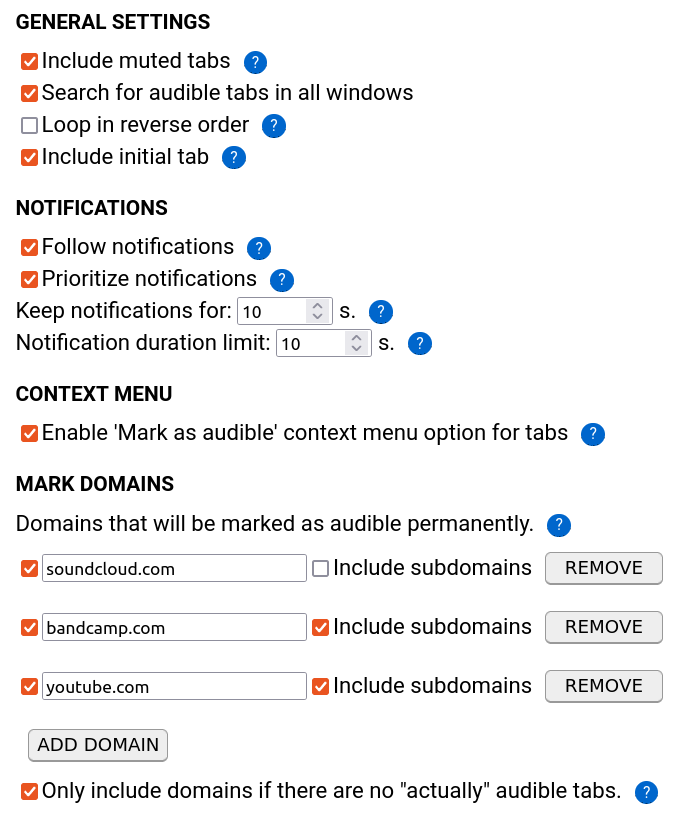 GENERAL SETTINGS
Include muted tabs ?
Search for audible tabs in all windows
Loop in reverse order ?
Include initial tab ?
NOTIFICATIONS
Follow notifications ?
Prioritize notifications ?
Keep notifications for: 10 s. ?
Notification duration limit: 10 s. ?
CONTEXT MENU
Enable 'Mark as audible' context menu option for tabs ?
MARK DOMAINS
Domains that will be marked as audible permanently. ?
soundcloud.com Include subdomains REMOVE
bandcamp.com Include subdomains REMOVE
youtube.com Include subdomains REMOVE
ADD DOMAIN
Only include domains if there are no "actually" audible tabs. ?